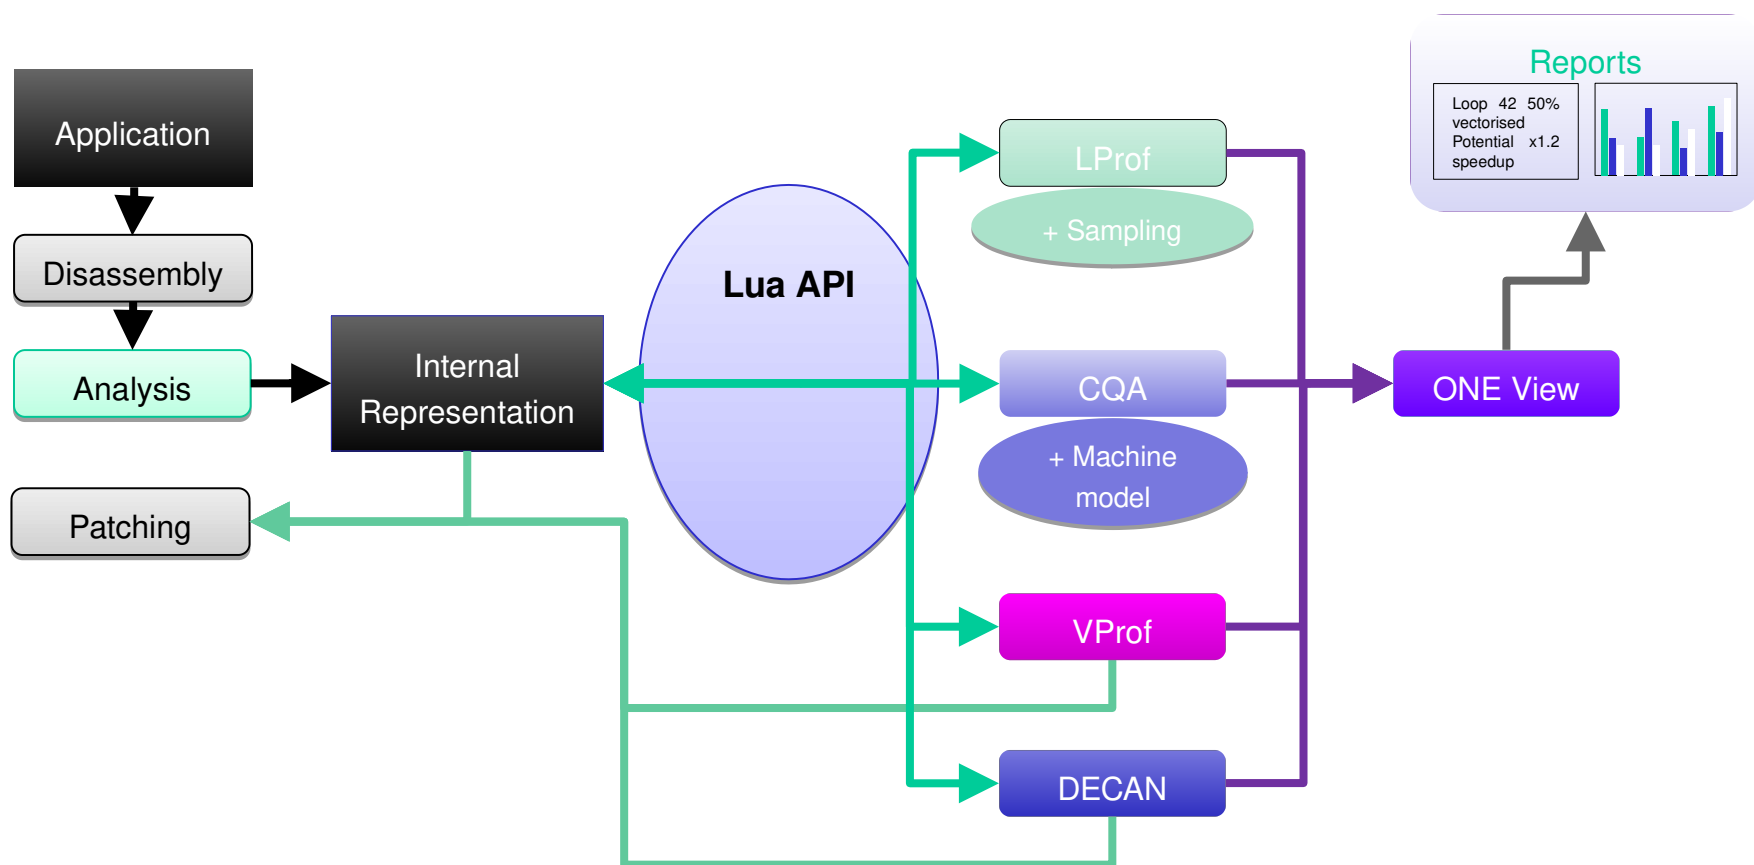 Reports
Loop 42 50%
vectorised
Potential x1.2
speedup
Application
LProf
+ Sampling
Disassembly
Lua API
Internal
Representation
Analysis
CQA
ONE View
+ Machine
model
Patching
VProf
DECAN